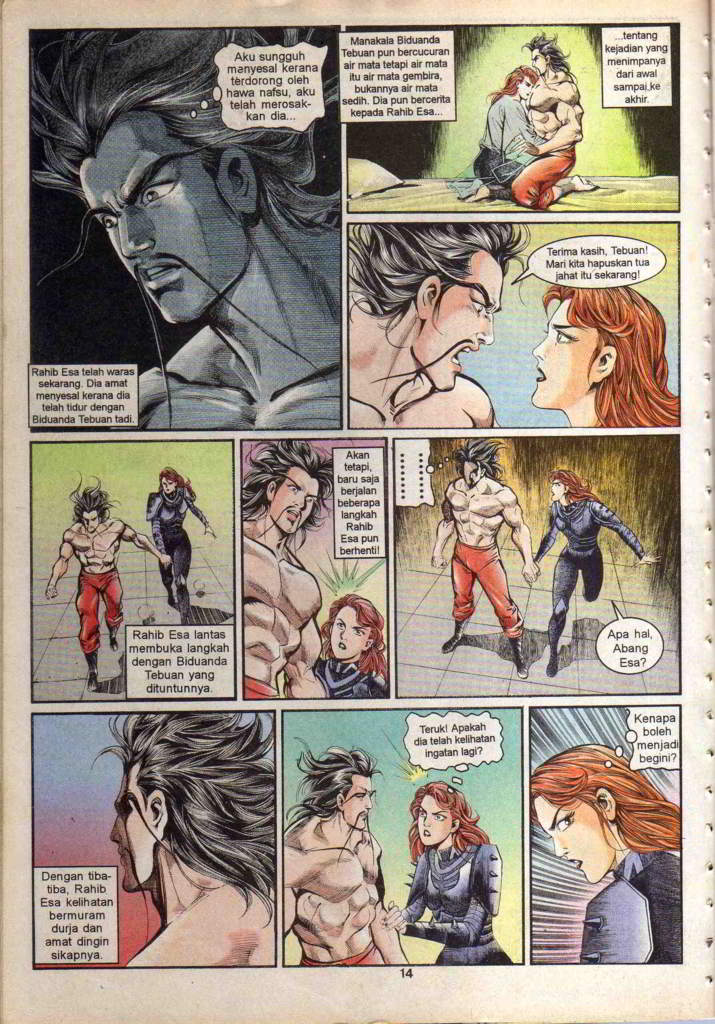 Aku sungguh
menyesal kerana
terdorong oleh
hawa nafsu, aku
telah merosak-
kan dia...
Rahib Esa telah waras
sekarang. Dia amat
menyesal kerana dia
telah tidur dengan
Biduanda Tebuan tadi.
Manakala Biduanda
Tebuan pun bercucuran
air mata tetapi air mata
itu air mata gembira,
bukannya air mata
sedih. Dia pun bercerita
kepada Rahib Esa...
...tentang
kejadian yang
menimpanya
dari awal
sampai ke
akhir.
Terima kasih, Tebuan!
Mari kita hapuskan tua
jahat itu sekarang!
Rahib Esa lantas
membuka langkah
dengan Biduanda
Tebuan yang
dituntunnya.
Akan
tetapi,
baru saja
berjalan
beberapa
langkah
Rahib
Esa pun
berhenti!
Apa hal,
Abang
Esa?
Dengan tiba-
tiba, Rahib
Esa kelihatan
bermuram
durja dan
amat dingin
sikapnya.
Teruk! Apakah
dia telah kelihatan
ingatan lagi?
Kenapa
boleh
menjadi
begini?
14